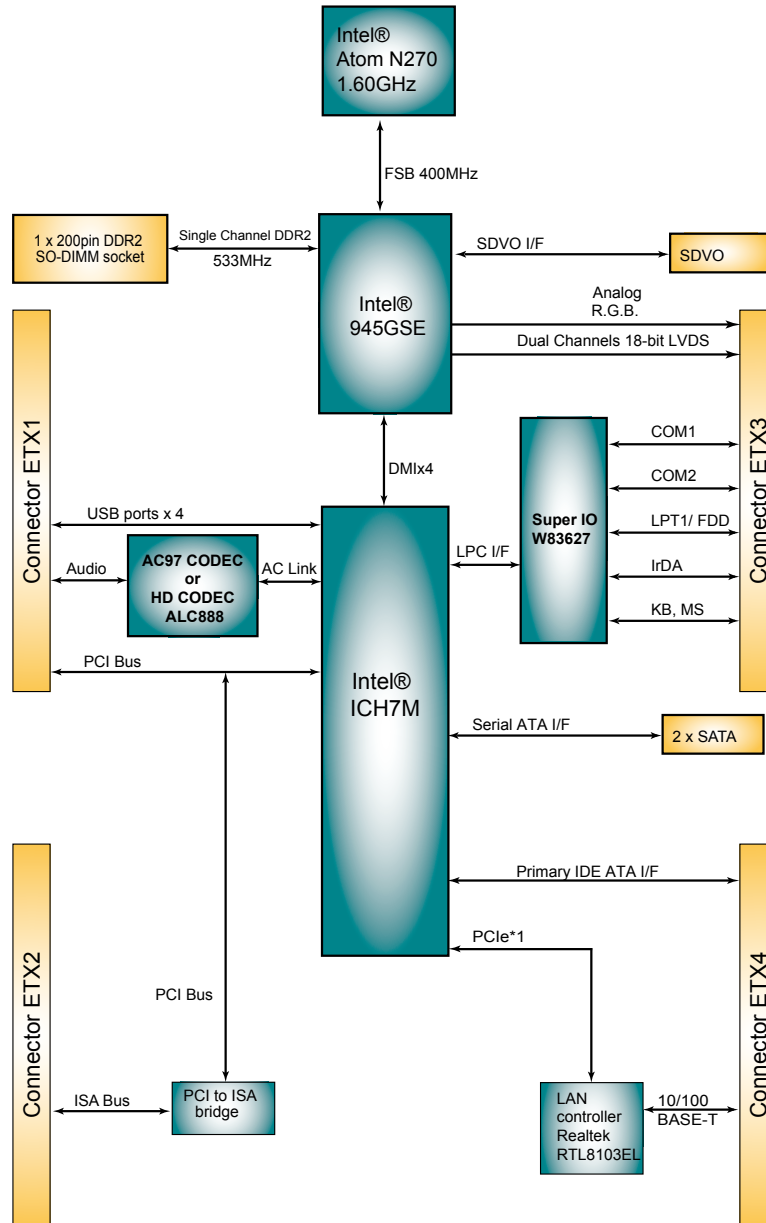 Intel®
Atom N270
1.60GHz
FSB 400MHz
1 x 200pin DDR2
SO-DIMM socket
Single Channel DDR2
533MHz
Intel®
945GSE
SDVO I/F
SDVO
Analog
R.G.B.
Dual Channels 18-bit LVDS
Connector ETX1
Connector ETX3
DMIx4
USB ports x 4
Audio
AC97 CODEC
or
HD CODEC
ALC888
AC Link
PCI Bus
Intel®
ICH7M
LPC I/F
Super IO
W83627
COM1
COM2
LPT1/ FDD
IrDA
KB, MS
Serial ATA I/F
2 x SATA
Primary IDE ATA I/F
PCIe*1
Connector ETX2
Connector ETX4
PCI Bus
ISA Bus
PCI to ISA
bridge
LAN
controller
Realtek
RTL8103EL
10/100
BASE-T